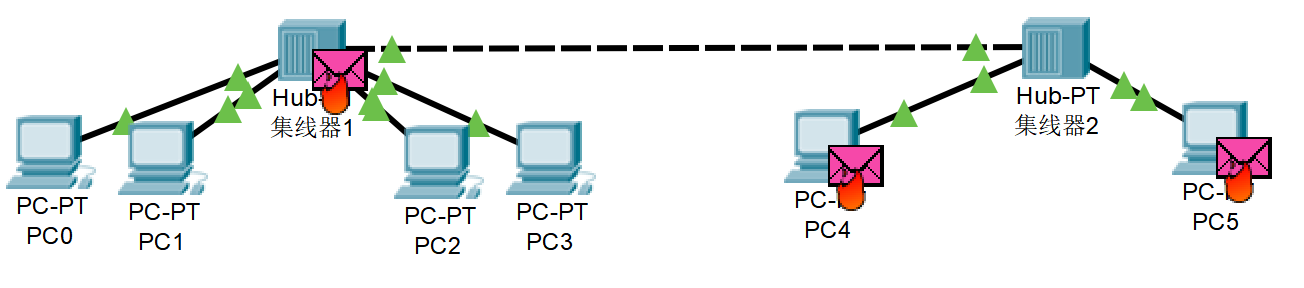 Hub-
集线器1
Hub-PT
集线器2
PC-PT
PC0
PC-PT
PC1
PC-PT
PC2
PC-PT
PC3
PC4
PC5